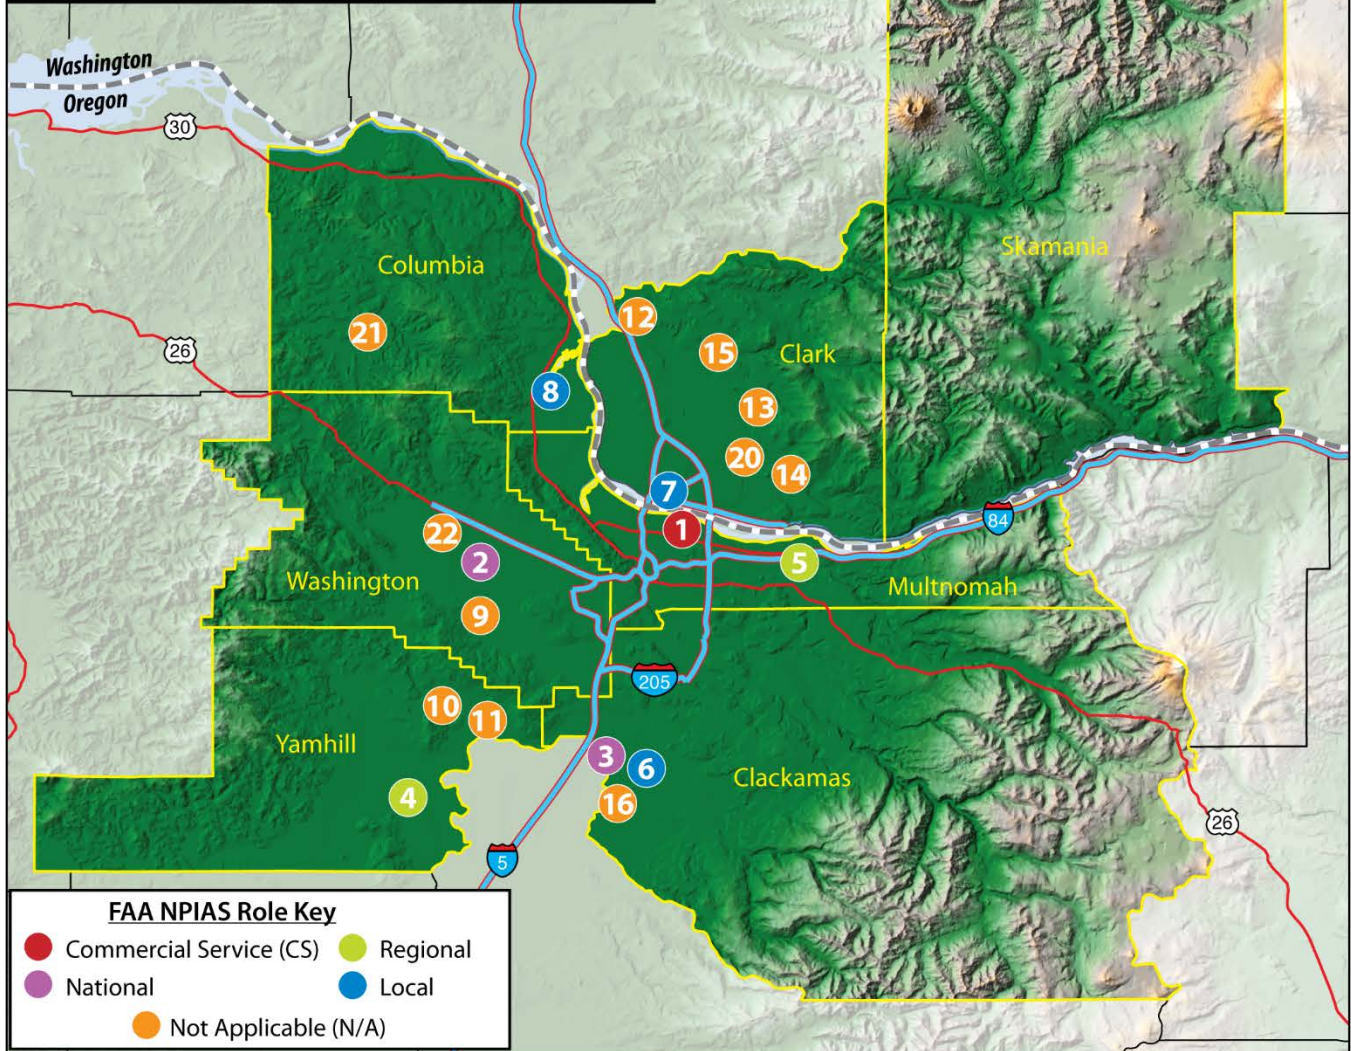 Washington
Oregon
30
Skamania
Columbia
12
21
26
15
Clark
8
13
20
14
7
1
84
22
2
5
Washington
Multnomah
9
205
10
11
Yamhill
3
6
Clackamas
4
16
26
5
FAA NPIAS Role Key
Commercial Service (CS)
Regional
National
Local
Not Applicable (N/A)